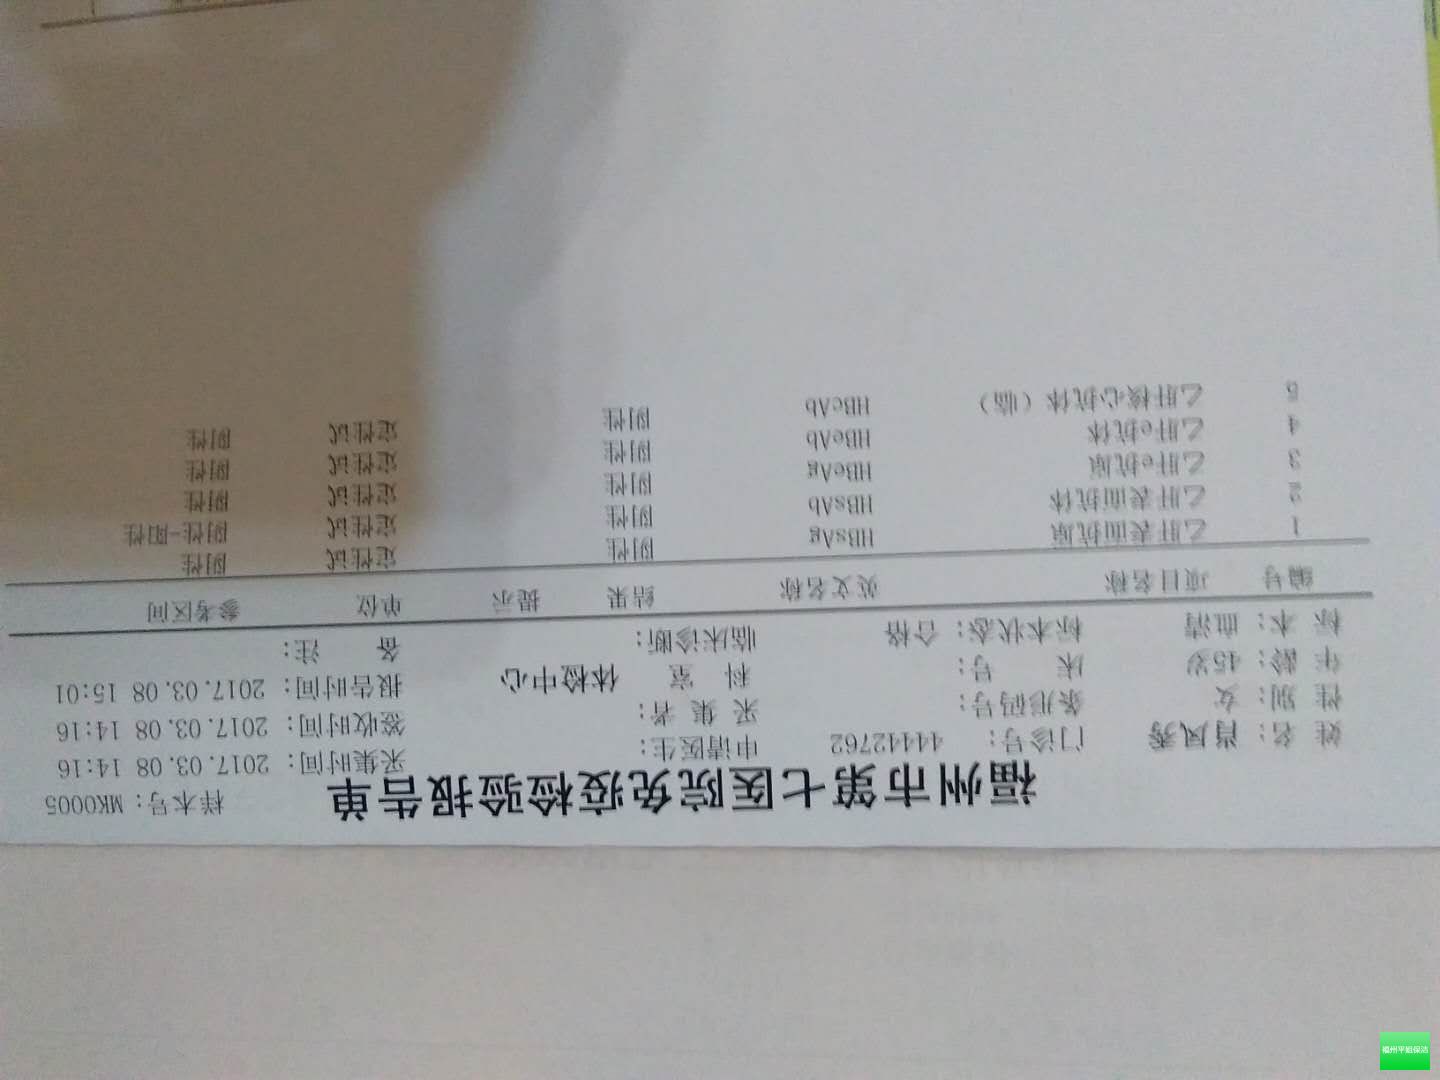 福州市第七医院免疫检验报告单
样本号: MK0005
姓 名: 肖凤秀 门诊号: 44442762 申请医生: 采集时间: 2017.03.08 14:16
性 别: 女 条形码号: 采 集 者: 签收时间: 2017.03.08 14:16
年 龄: 45岁 床 号: 科 室 体检中心 报告时间: 2017.03.08 15:01
标 本: 血清 标本状态: 合格 临床诊断: 备 注:
编号 项目名称 英文名称 结果 提示 单位 参考区间
1 乙肝表面抗原 HBsAg 阴性 定性试 阴性
2 乙肝表面抗体 HBsAb 阴性 定性试 阴性-阳性
3 乙肝e抗原 HBeAg 阴性 定性试 阴性
4 乙肝e抗体 HBeAb 阴性 定性试 阴性
5 乙肝核心抗体（临） HBcAb 阴性 定性试 阴性
福州平姐保洁